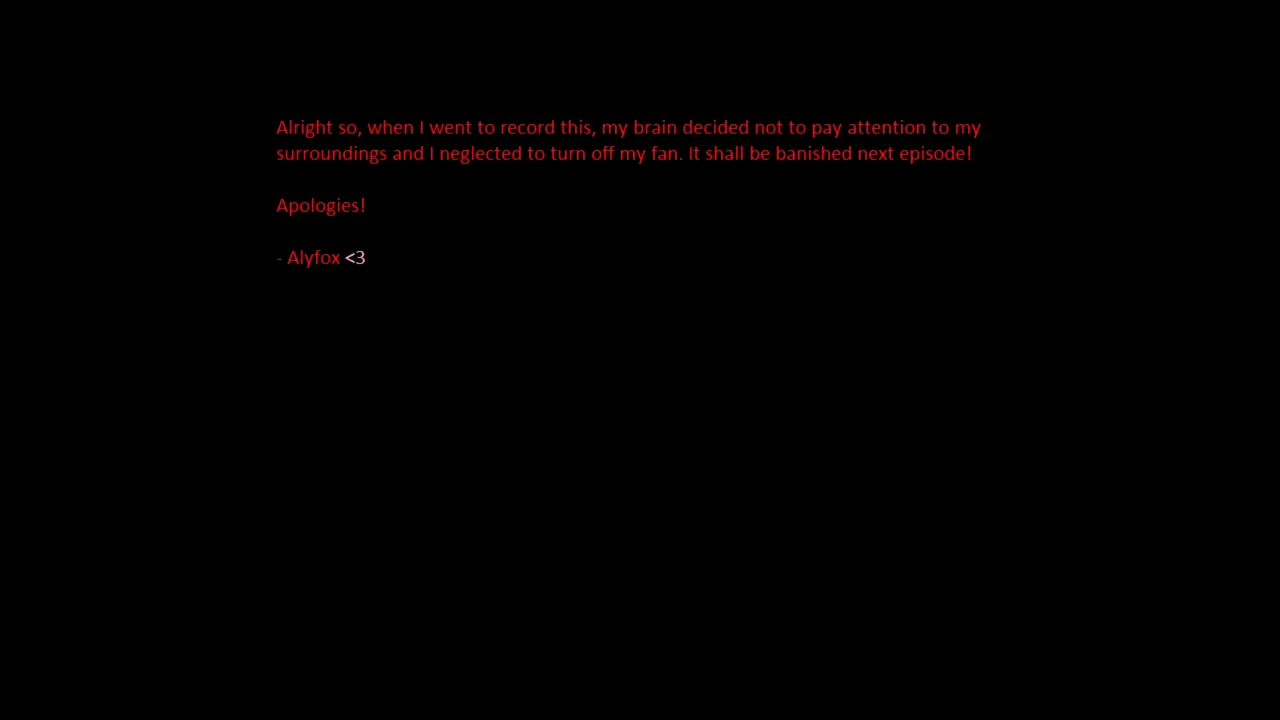 Alright so, when I went to record this, my brain decided not to pay attention to my
surroundings and I neglected to turn off my fan. It shall be banished next episode!
Apologies!
- Alyfox <3